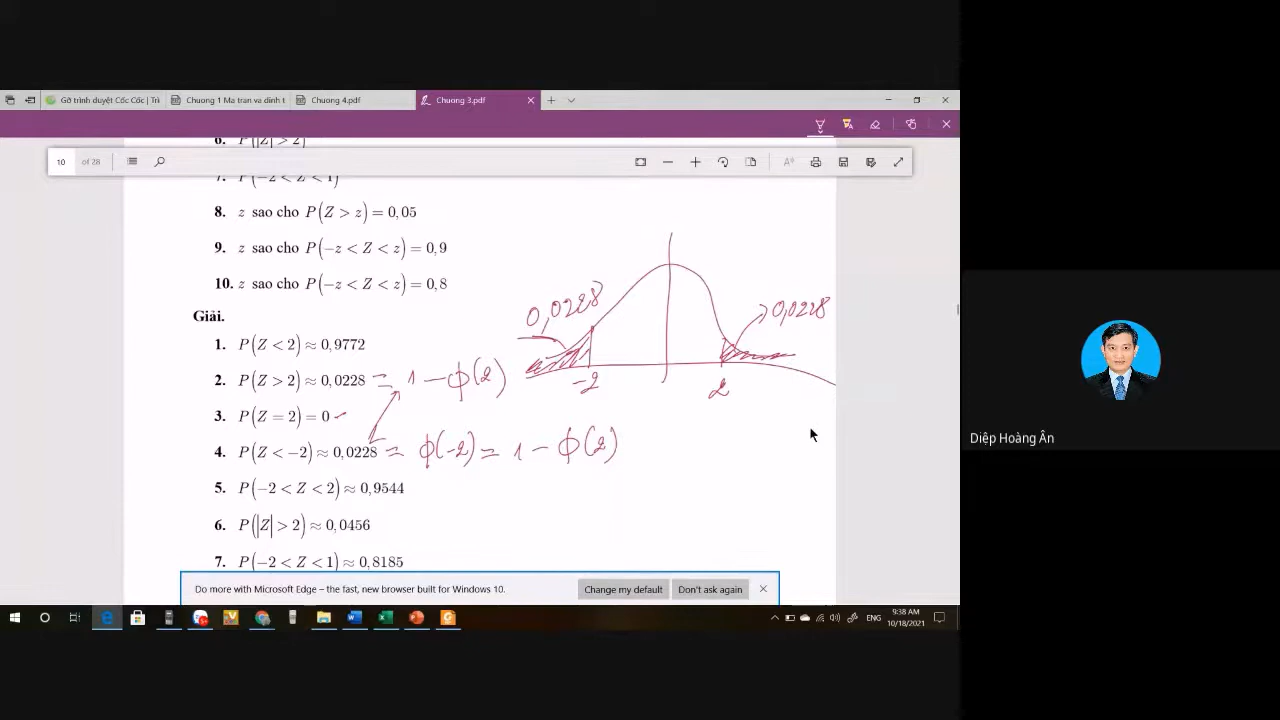 Gỡ trình duyệt Cốc Cốc | Trì
Chuong 1 Ma tran va dinh t
Chuong 4.pdf
Chuong 3.pdf
6. P(|Z| > 2)
10 of 28
7. P(−2 < Z < 1)
8. z sao cho P(Z > z) = 0,05
9. z sao cho P(−z < Z < z) = 0,9
10. z sao cho P(−z < Z < z) = 0,8
0,0228
0,0228
Giải.
1. P(Z < 2) ≈ 0,9772
2. P(Z > 2) ≈ 0,0228 = 1 − ϕ(2)
-2
2
3. P(Z = 2) = 0
4. P(Z < −2) ≈ 0,0228 = ϕ(-2) = 1 − ϕ(2)
5. P(−2 < Z < 2) ≈ 0,9544
6. P(|Z| > 2) ≈ 0,0456
7. P(−2 < Z < 1) ≈ 0,8185
Do more with Microsoft Edge – the fast, new browser built for Windows 10.
Change my default
Don't ask again
ENG
9:38 AM
10/18/2021
Diệp Hoàng Ân